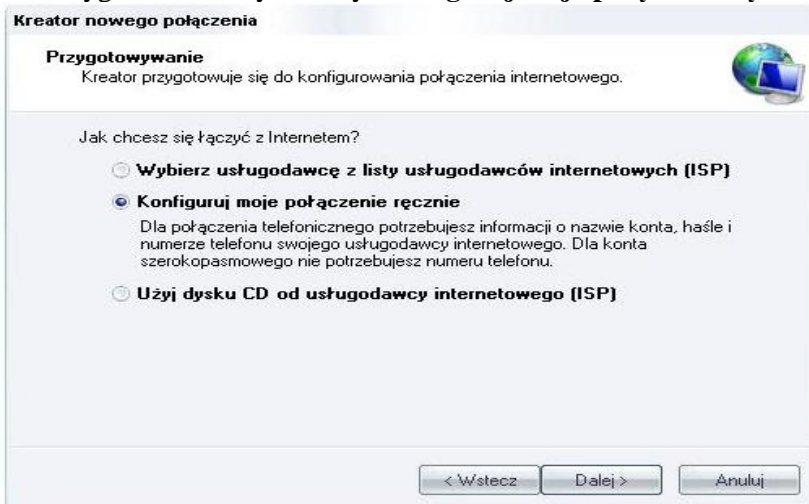 Kreator nowego połączenia
Przygotowywanie
Kreator przygotowuje się do konfigurowania połączenia internetowego.
Jak chcesz się łączyć z Internetem?
Wybierz usługodawcę z listy usługodawców internetowych (ISP)
Konfiguruj moje połączenie ręcznie
Dla połączenia telefonicznego potrzebujesz informacji o nazwie konta, haśle i
numerze telefonu swojego usługodawcy internetowego. Dla konta
szerokopasmowego nie potrzebujesz numeru telefonu.
Użyj dysku CD od usługodawcy internetowego (ISP)
< Wstecz Dalej > Anuluj